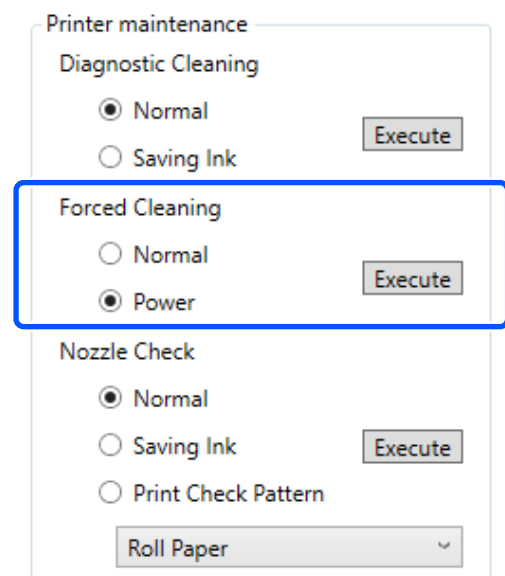 Printer maintenance
Diagnostic Cleaning
Normal
Execute
Saving Ink
Forced Cleaning
Normal
Execute
Power
Nozzle Check
Normal
Saving Ink
Execute
Print Check Pattern
Roll Paper